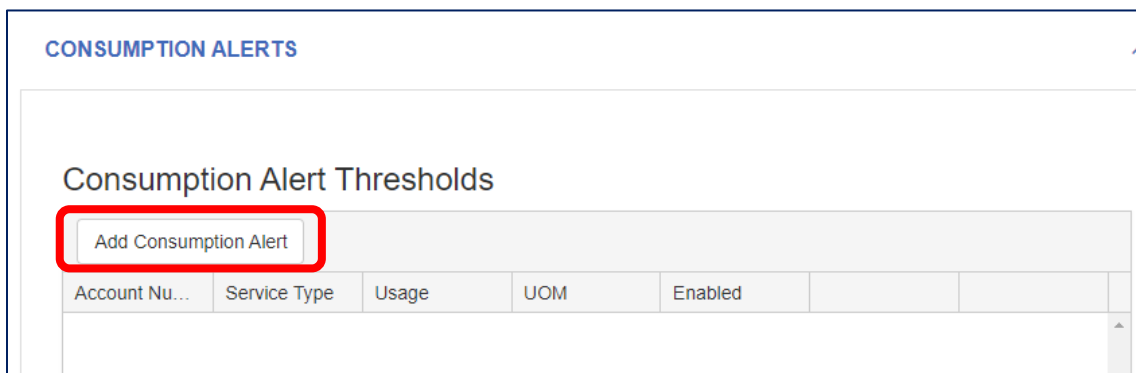 CONSUMPTION ALERTS
Consumption Alert Thresholds
Add Consumption Alert
Account Nu... Service Type Usage UOM Enabled